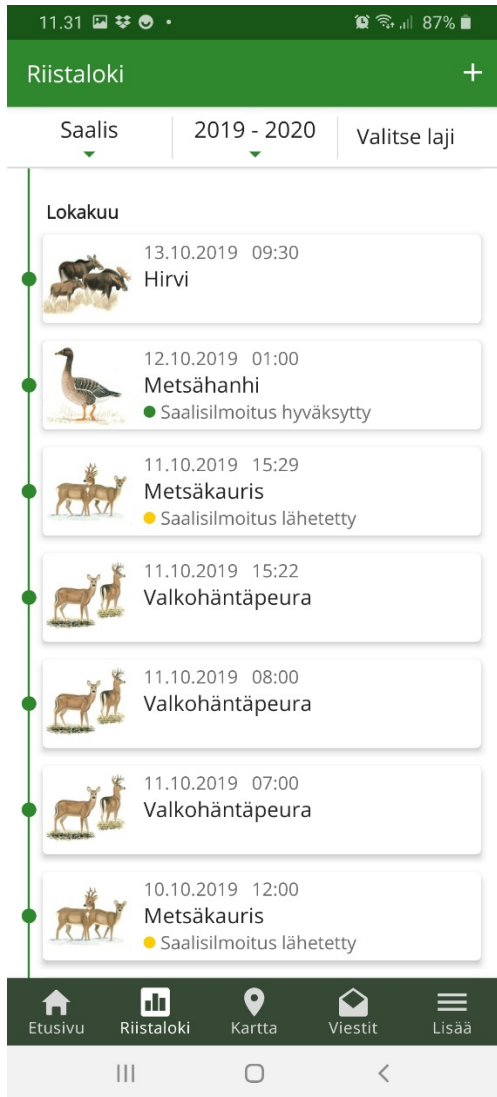 11.31 87%
Riistaloki +
Saalis 2019 - 2020 Valitse laji
Lokakuu
13.10.2019 09:30
Hirvi
12.10.2019 01:00
Metsähanhi
Saalisilmoitus hyväksytty
11.10.2019 15:29
Metsäkauris
Saalisilmoitus lähetetty
11.10.2019 15:22
Valkohäntäpeura
11.10.2019 08:00
Valkohäntäpeura
11.10.2019 07:00
Valkohäntäpeura
10.10.2019 12:00
Metsäkauris
Saalisilmoitus lähetetty
Etusivu Riistaloki Kartta Viestit Lisää